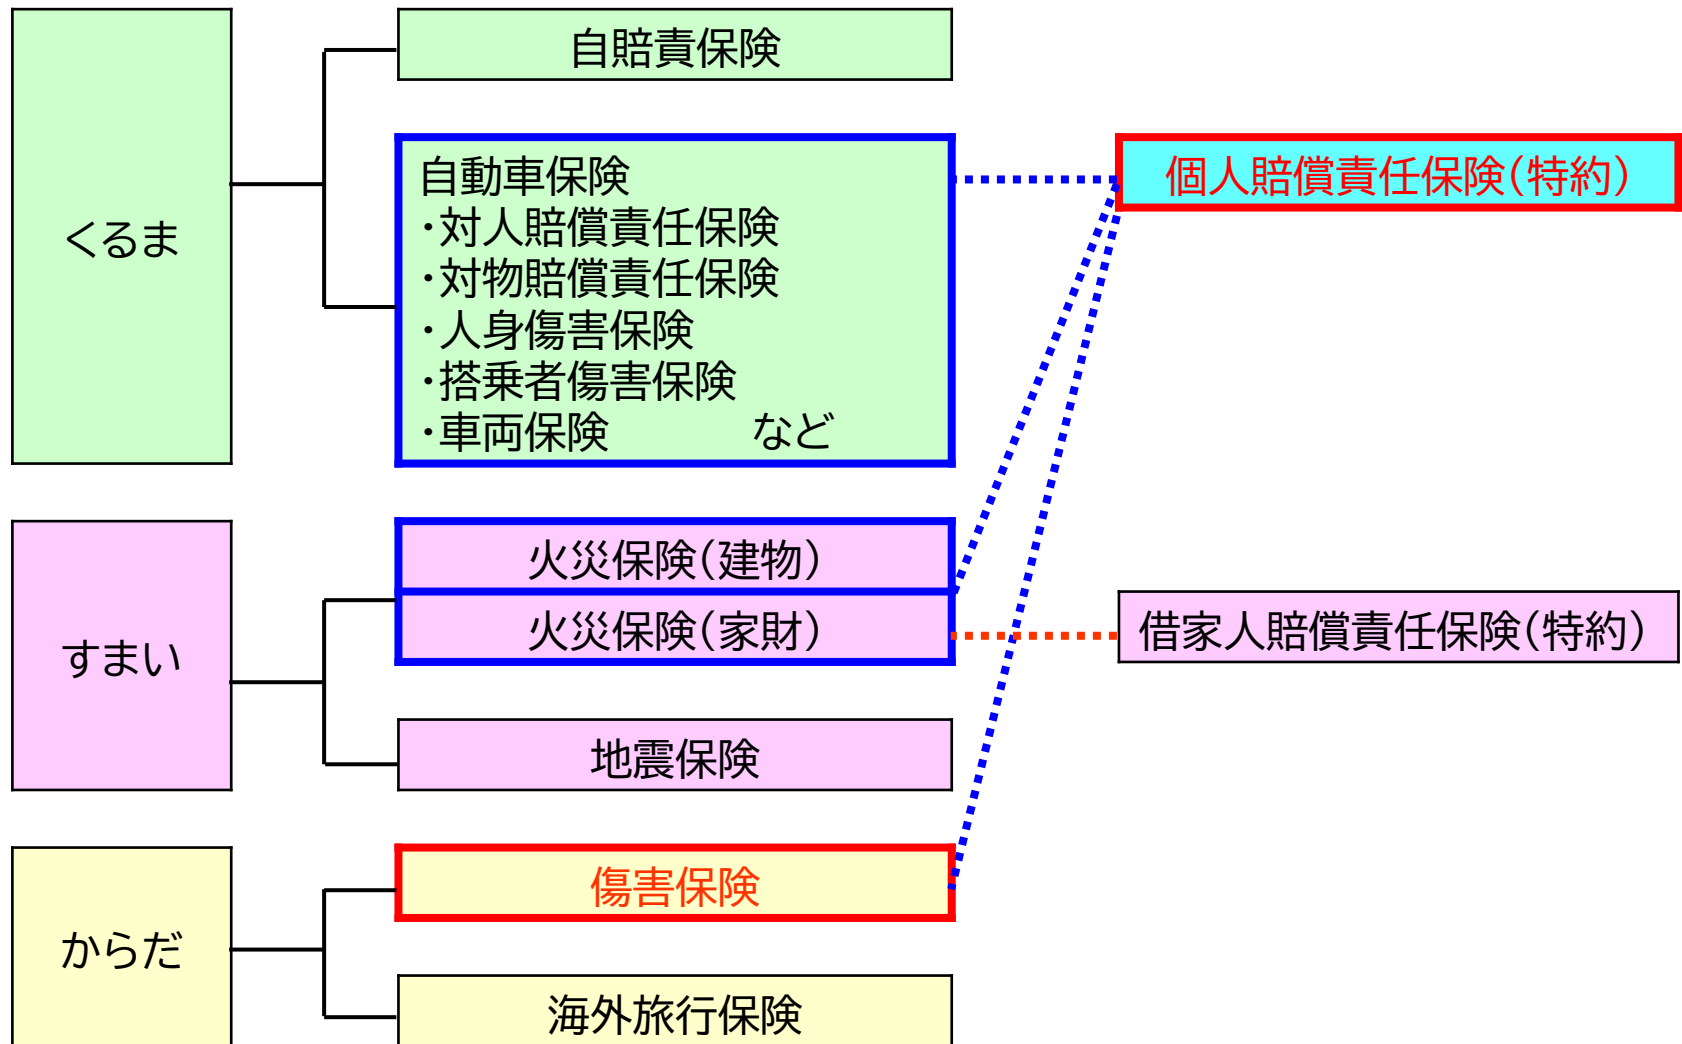 くるま
自賠責保険
自動車保険
・対人賠償責任保険
・対物賠償責任保険
・人身傷害保険
・搭乗者傷害保険
・車両保険　　　など
個人賠償責任保険(特約)
すまい
火災保険(建物)
火災保険(家財)
借家人賠償責任保険(特約)
地震保険
からだ
傷害保険
海外旅行保険